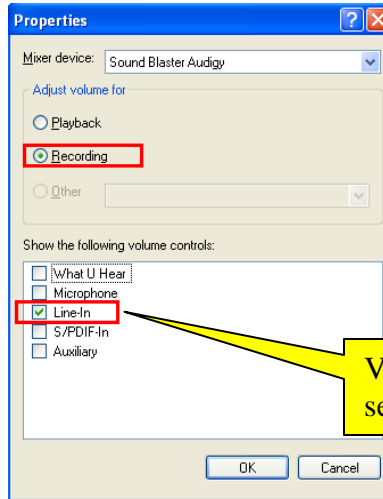 Properties
Mixer device: Sound Blaster Audigy
Adjust volume for
Playback
Recording
Other
Show the following volume controls:
What U Hear
Microphone
Line-In
S/PDIF-In
Auxiliary
OK Cancel